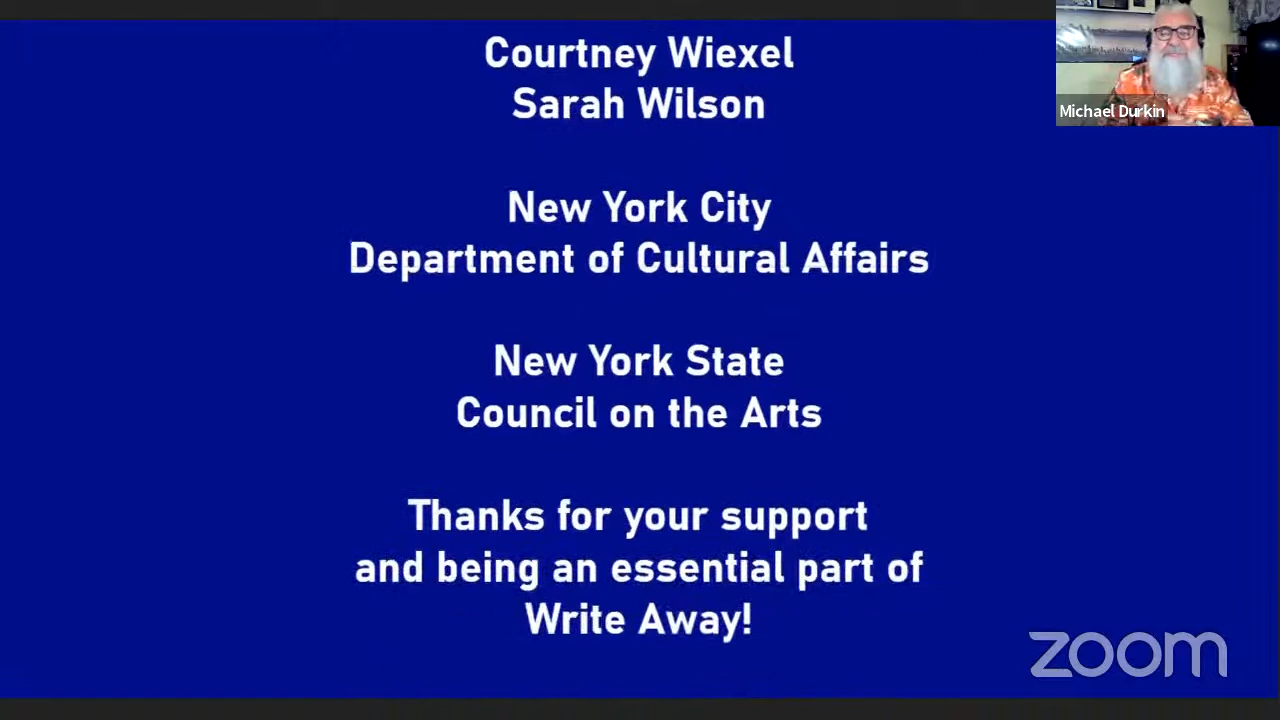 Courtney Wiexel
Sarah Wilson
New York City
Department of Cultural Affairs
New York State
Council on the Arts
Thanks for your support
and being an essential part of
Write Away!
Michael Durkin
zoom